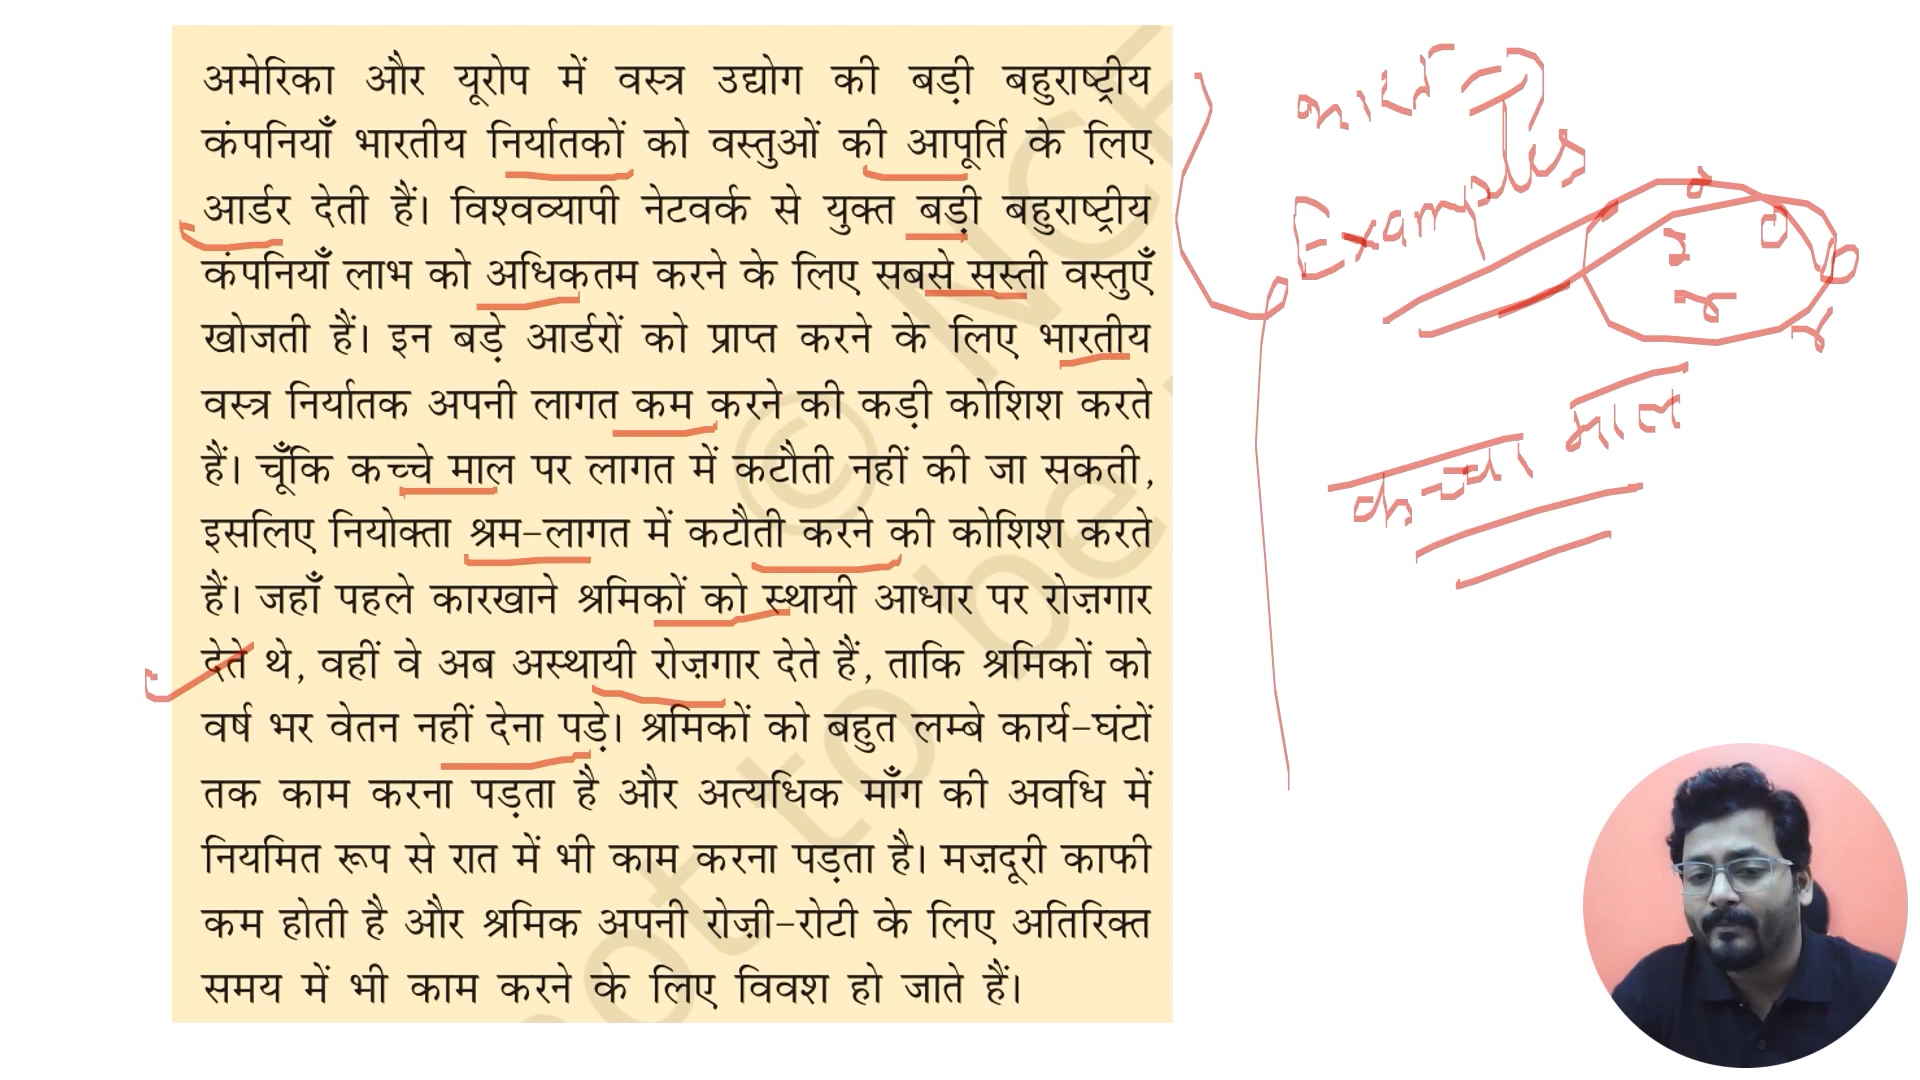 अमेरिका और यूरोप में वस्त्र उद्योग की बड़ी बहुराष्ट्रीय
कंपनियाँ भारतीय निर्यातकों को वस्तुओं की आपूर्ति के लिए
आर्डर देती हैं। विश्वव्यापी नेटवर्क से युक्त बड़ी बहुराष्ट्रीय
कंपनियाँ लाभ को अधिकतम करने के लिए सबसे सस्ती वस्तुएँ
खोजती हैं। इन बड़े आर्डरों को प्राप्त करने के लिए भारतीय
वस्त्र निर्यातक अपनी लागत कम करने की कड़ी कोशिश करते
हैं। चूँकि कच्चे माल पर लागत में कटौती नहीं की जा सकती,
इसलिए नियोक्ता श्रम-लागत में कटौती करने की कोशिश करते
हैं। जहाँ पहले कारखाने श्रमिकों को स्थायी आधार पर रोज़गार
देते थे, वहीं वे अब अस्थायी रोज़गार देते हैं, ताकि श्रमिकों को
वर्ष भर वेतन नहीं देना पड़े। श्रमिकों को बहुत लम्बे कार्य-घंटों
तक काम करना पड़ता है और अत्यधिक माँग की अवधि में
नियमित रूप से रात में भी काम करना पड़ता है। मज़दूरी काफी
कम होती है और श्रमिक अपनी रोज़ी-रोटी के लिए अतिरिक्त
समय में भी काम करने के लिए विवश हो जाते हैं।
Examples
कच्चा माल